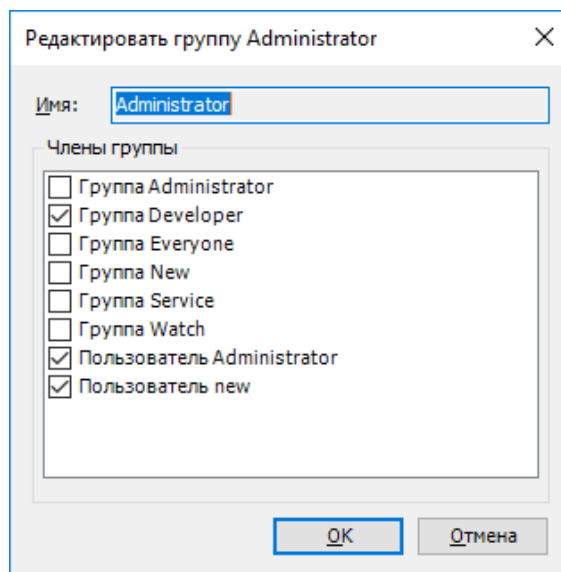 Редактировать группу Administrator
Имя: Administrator
Члены группы
Группа Administrator
Группа Developer
Группа Everyone
Группа New
Группа Service
Группа Watch
Пользователь Administrator
Пользователь new
OK Отмена